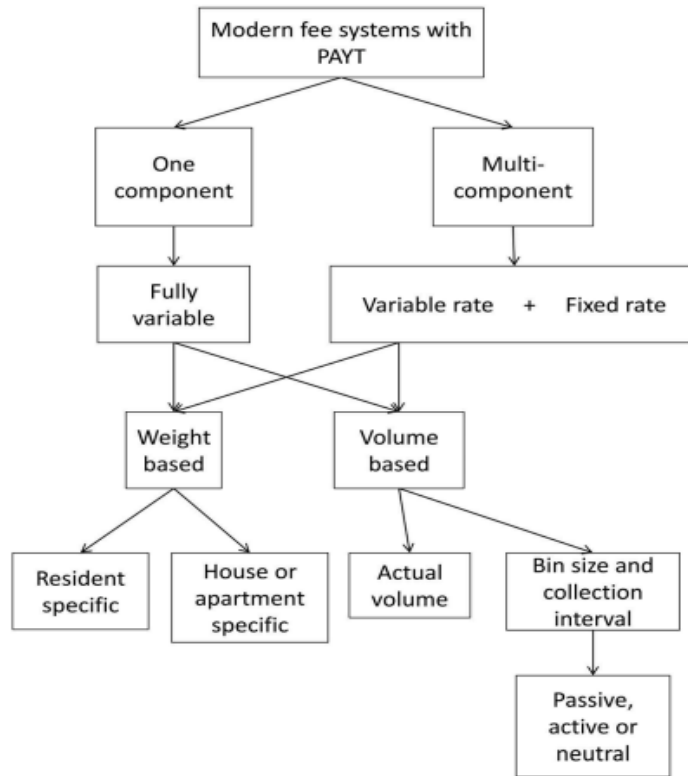 Modern fee systems with
PAYT
One
component
Multi-
component
Fully
variable
Variable rate + Fixed rate
Weight
based
Volume
based
Resident
specific
House or
apartment
specific
Actual
volume
Bin size and
collection
interval
Passive,
active or
neutral